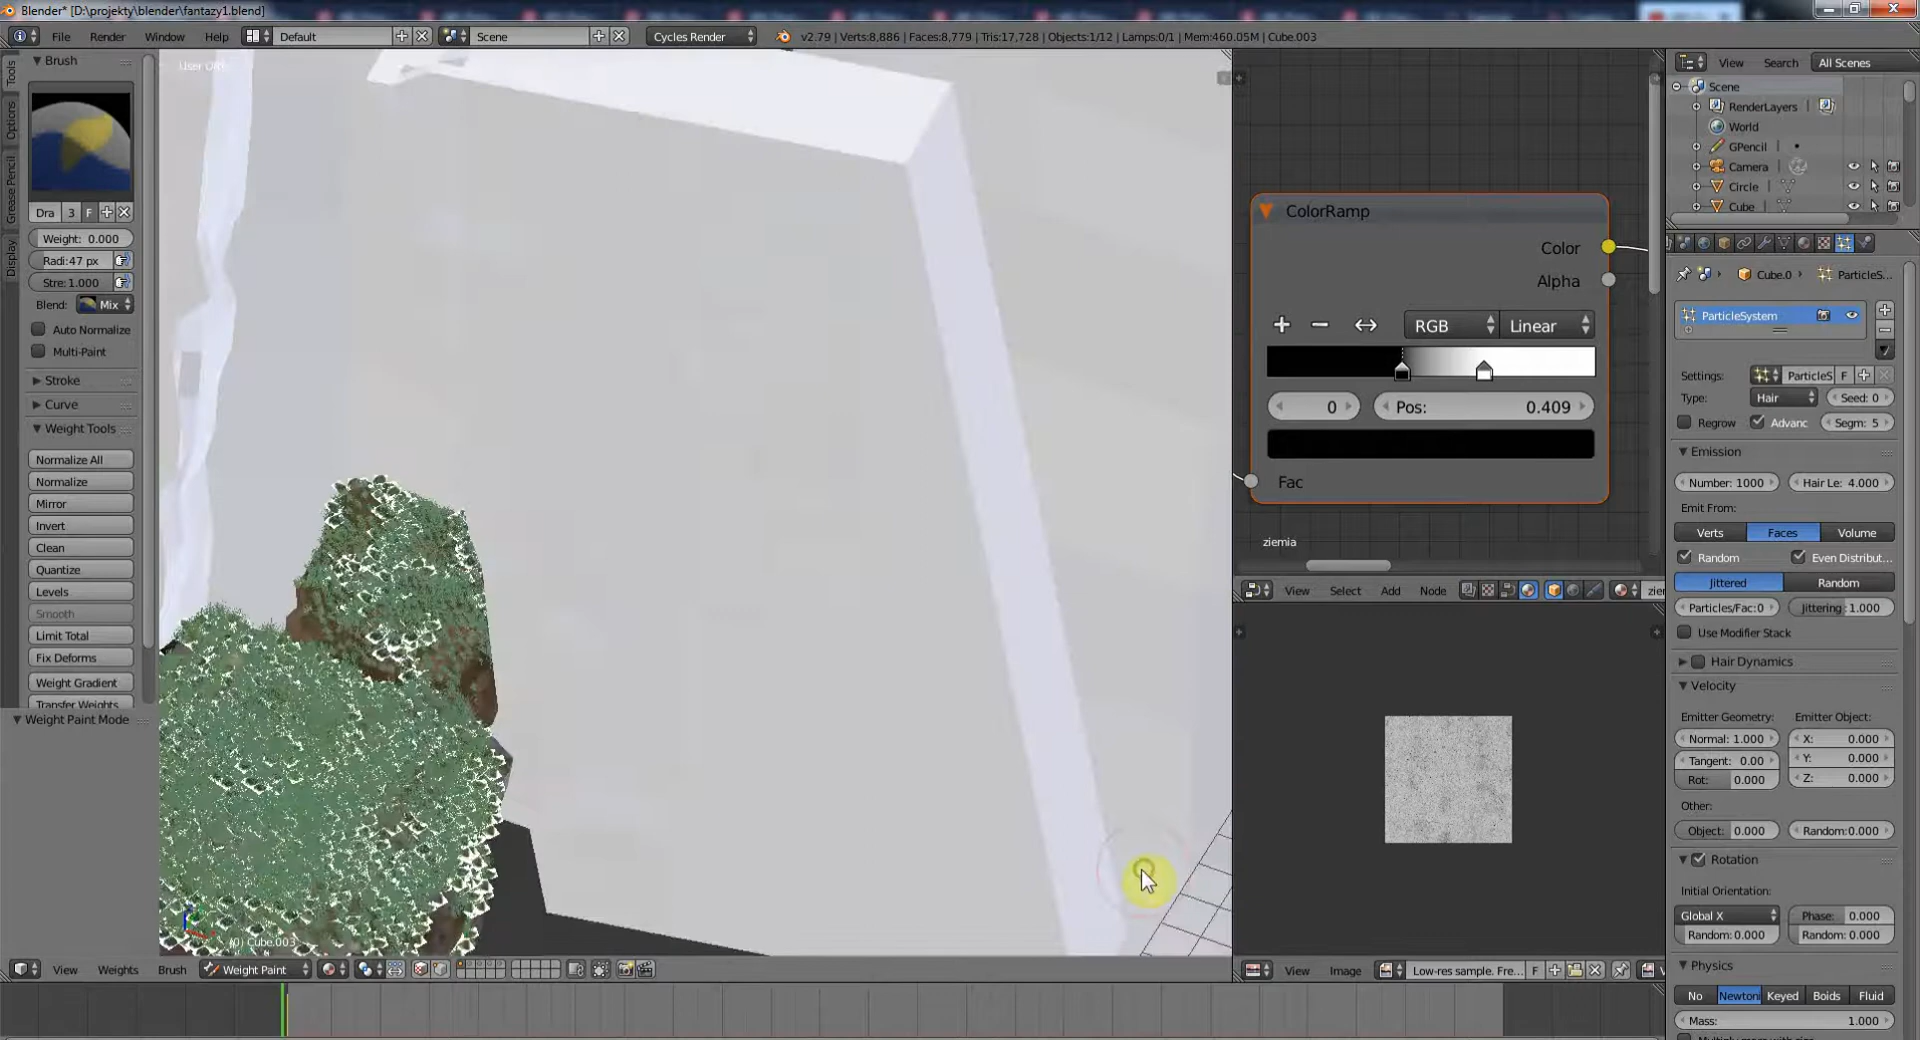 Blender* [D:\projekty\blender\fantazy1.blend]
File Render Window Help Default Scene Cycles Render v2.79 | Verts:8,886 | Faces:8,779 | Tris:17,728 | Objects:1/12 | Lamps:0/1 | Mem:460.05M | Cube.003
Tools
Options
Grease Pencil
Display
Brush
Dra 3 F
Weight: 0.000
Radi:47 px
Stre: 1.000
Blend: Mix
Auto Normalize
Multi-Paint
Stroke
Curve
Weight Tools
Normalize All
Normalize
Mirror
Invert
Clean
Quantize
Levels
Smooth
Limit Total
Fix Deforms
Weight Gradient
Transfer Weights
Weight Paint Mode
(0) Cube.003
View Weights Brush Weight Paint
ColorRamp
Color
Alpha
RGB Linear
0 Pos: 0.409
Fac
ziemia
View Select Add Node zier
View Image Low-res sample. Fre... F
View Search All Scenes
Scene
RenderLayers
World
GPencil
Camera
Circle
Cube
Cube.0 ParticleS...
ParticleSystem
Settings: ParticleS F
Type: Hair Seed: 0
Regrow Advanc Segm: 5
Emission
Number: 1000 Hair Le: 4.000
Emit From:
Verts Faces Volume
Random Even Distribut...
Jittered Random
Particles/Fac:0 Jittering: 1.000
Use Modifier Stack
Hair Dynamics
Velocity
Emitter Geometry: Emitter Object:
Normal: 1.000 X: 0.000
Tangent: 0.00 Y: 0.000
Rot: 0.000 Z: 0.000
Other:
Object: 0.000 Random:0.000
Rotation
Initial Orientation:
Global X Phase: 0.000
Random: 0.000 Random: 0.000
Physics
No Newton Keyed Boids Fluid
Mass: 1.000